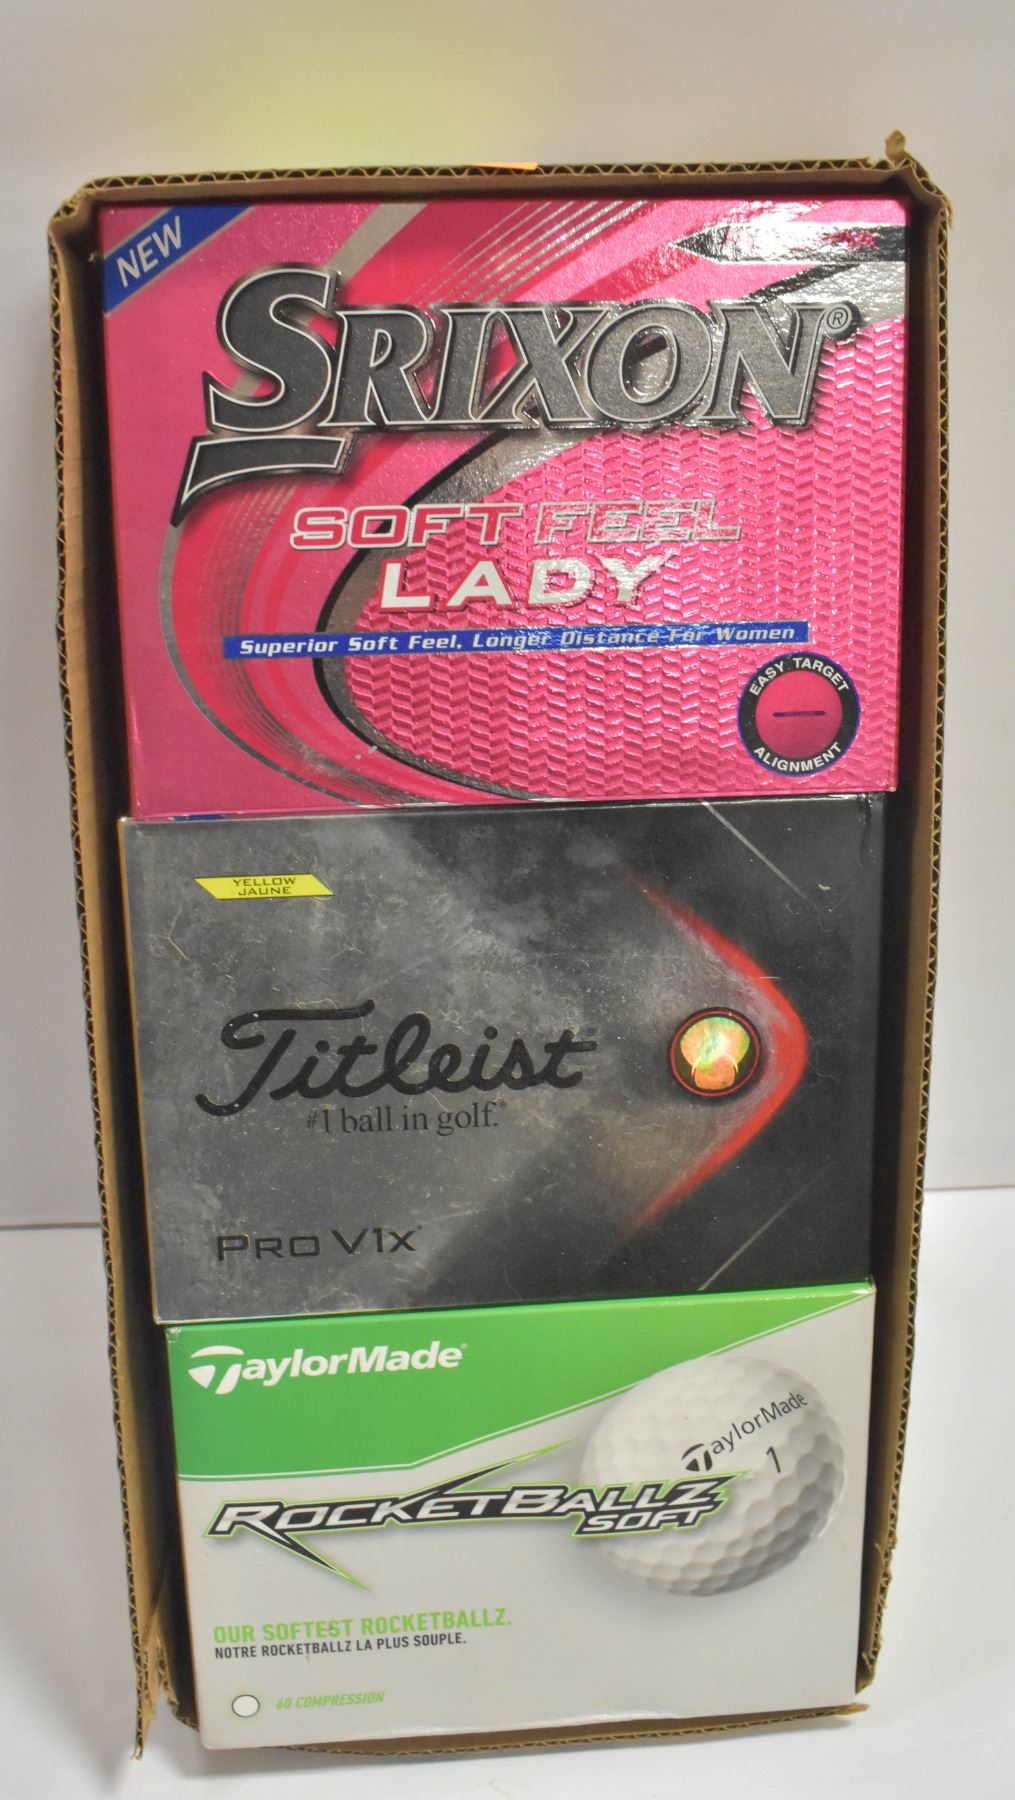 NEW
SRIXON®
SOFT FEEL
LADY
Superior Soft Feel, Longer Distance For Women
EASY TARGET
ALIGNMENT
YELLOW
JAUNE
Titleist
#1 ball in golf.®
PRO V1x
TaylorMade®
TaylorMade
1
ROCKETBALLZ
SOFT
OUR SOFTEST ROCKETBALLZ.
NOTRE ROCKETBALLZ LA PLUS SOUPLE.
60 COMPRESSION